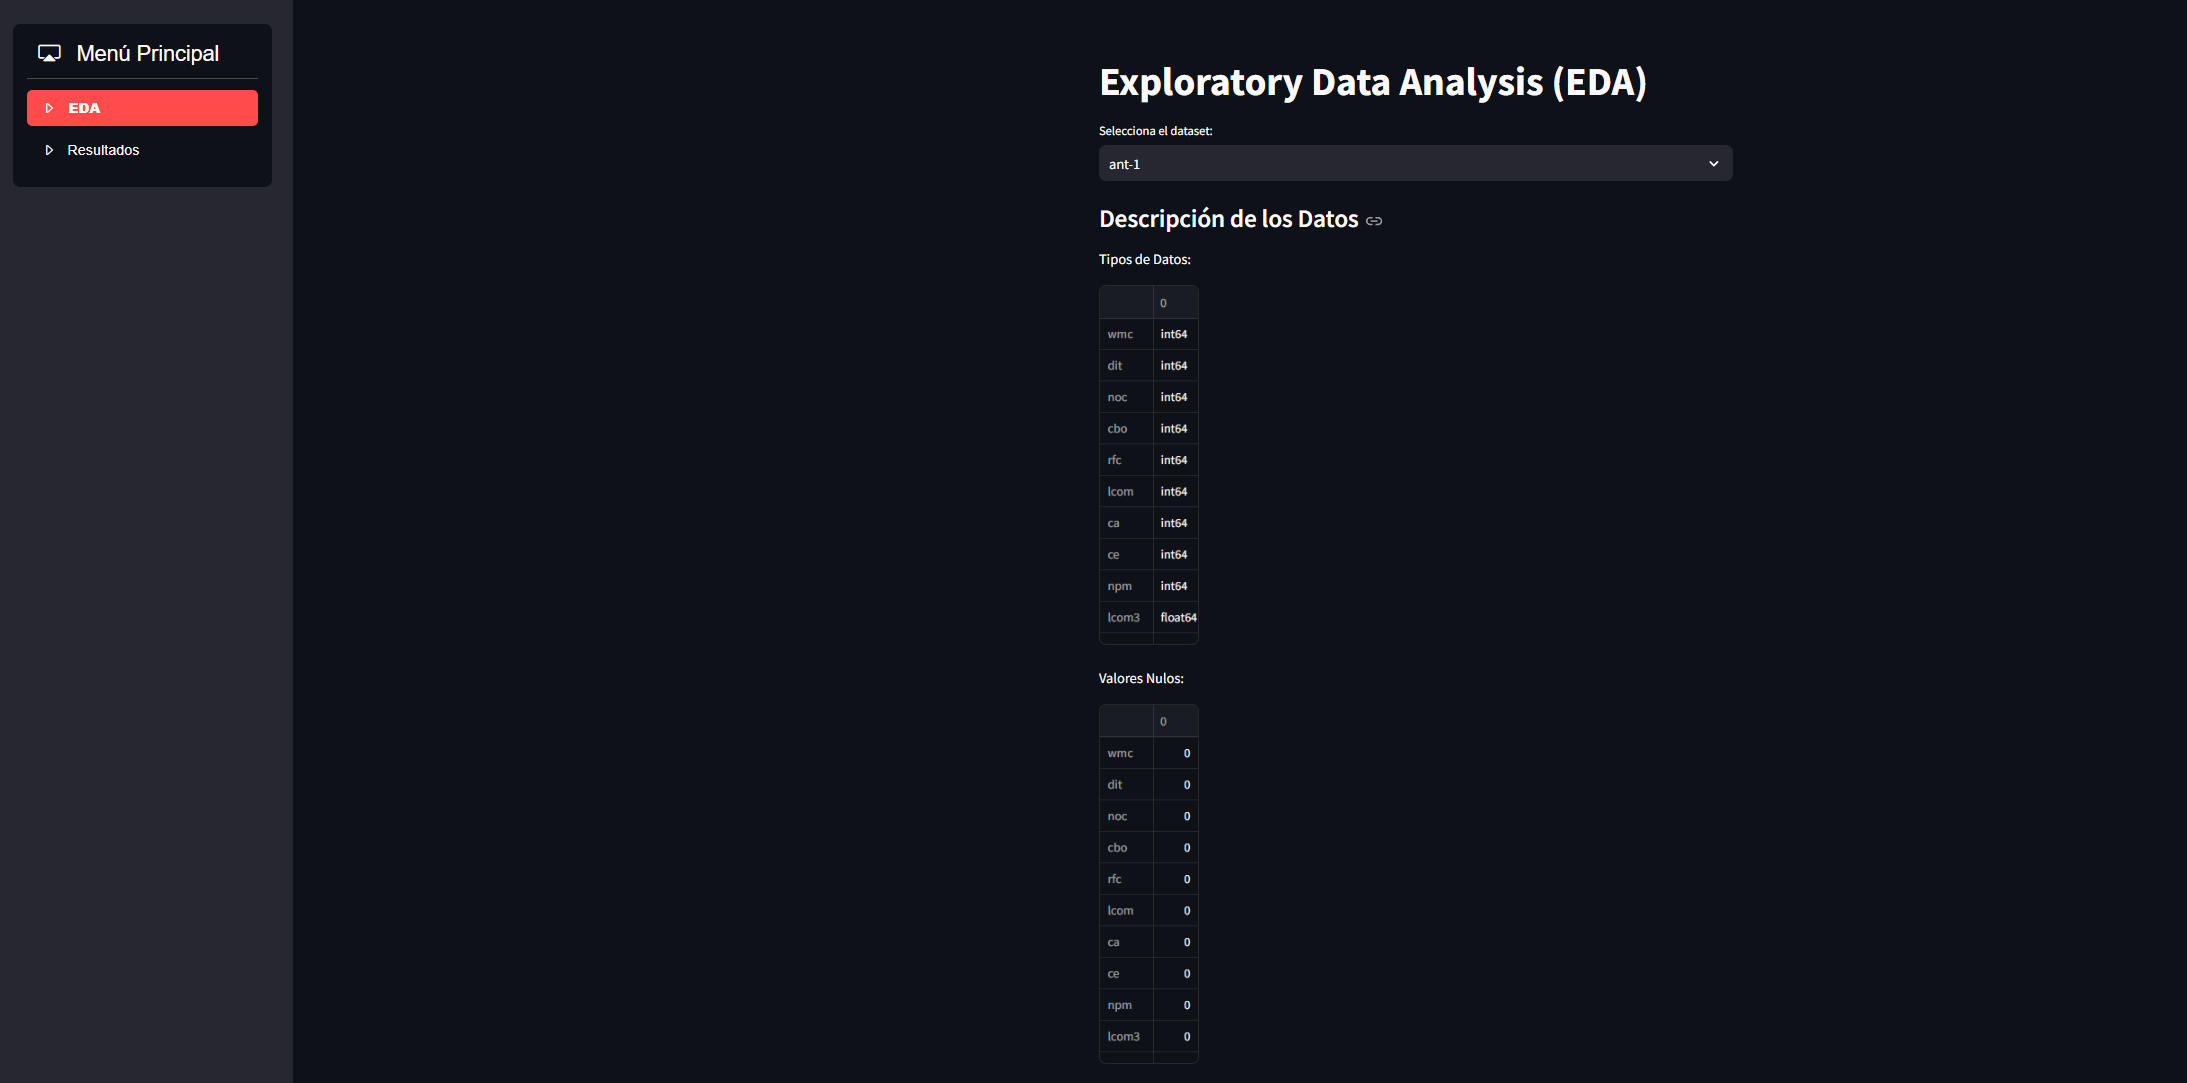 Menú Principal
EDA
Resultados
Exploratory Data Analysis (EDA)
Selecciona el dataset:
ant-1
Descripción de los Datos
Tipos de Datos:
0
wmc int64
dit int64
noc int64
cbo int64
rfc int64
lcom int64
ca int64
ce int64
npm int64
lcom3 float64
Valores Nulos:
0
wmc 0
dit 0
noc 0
cbo 0
rfc 0
lcom 0
ca 0
ce 0
npm 0
lcom3 0